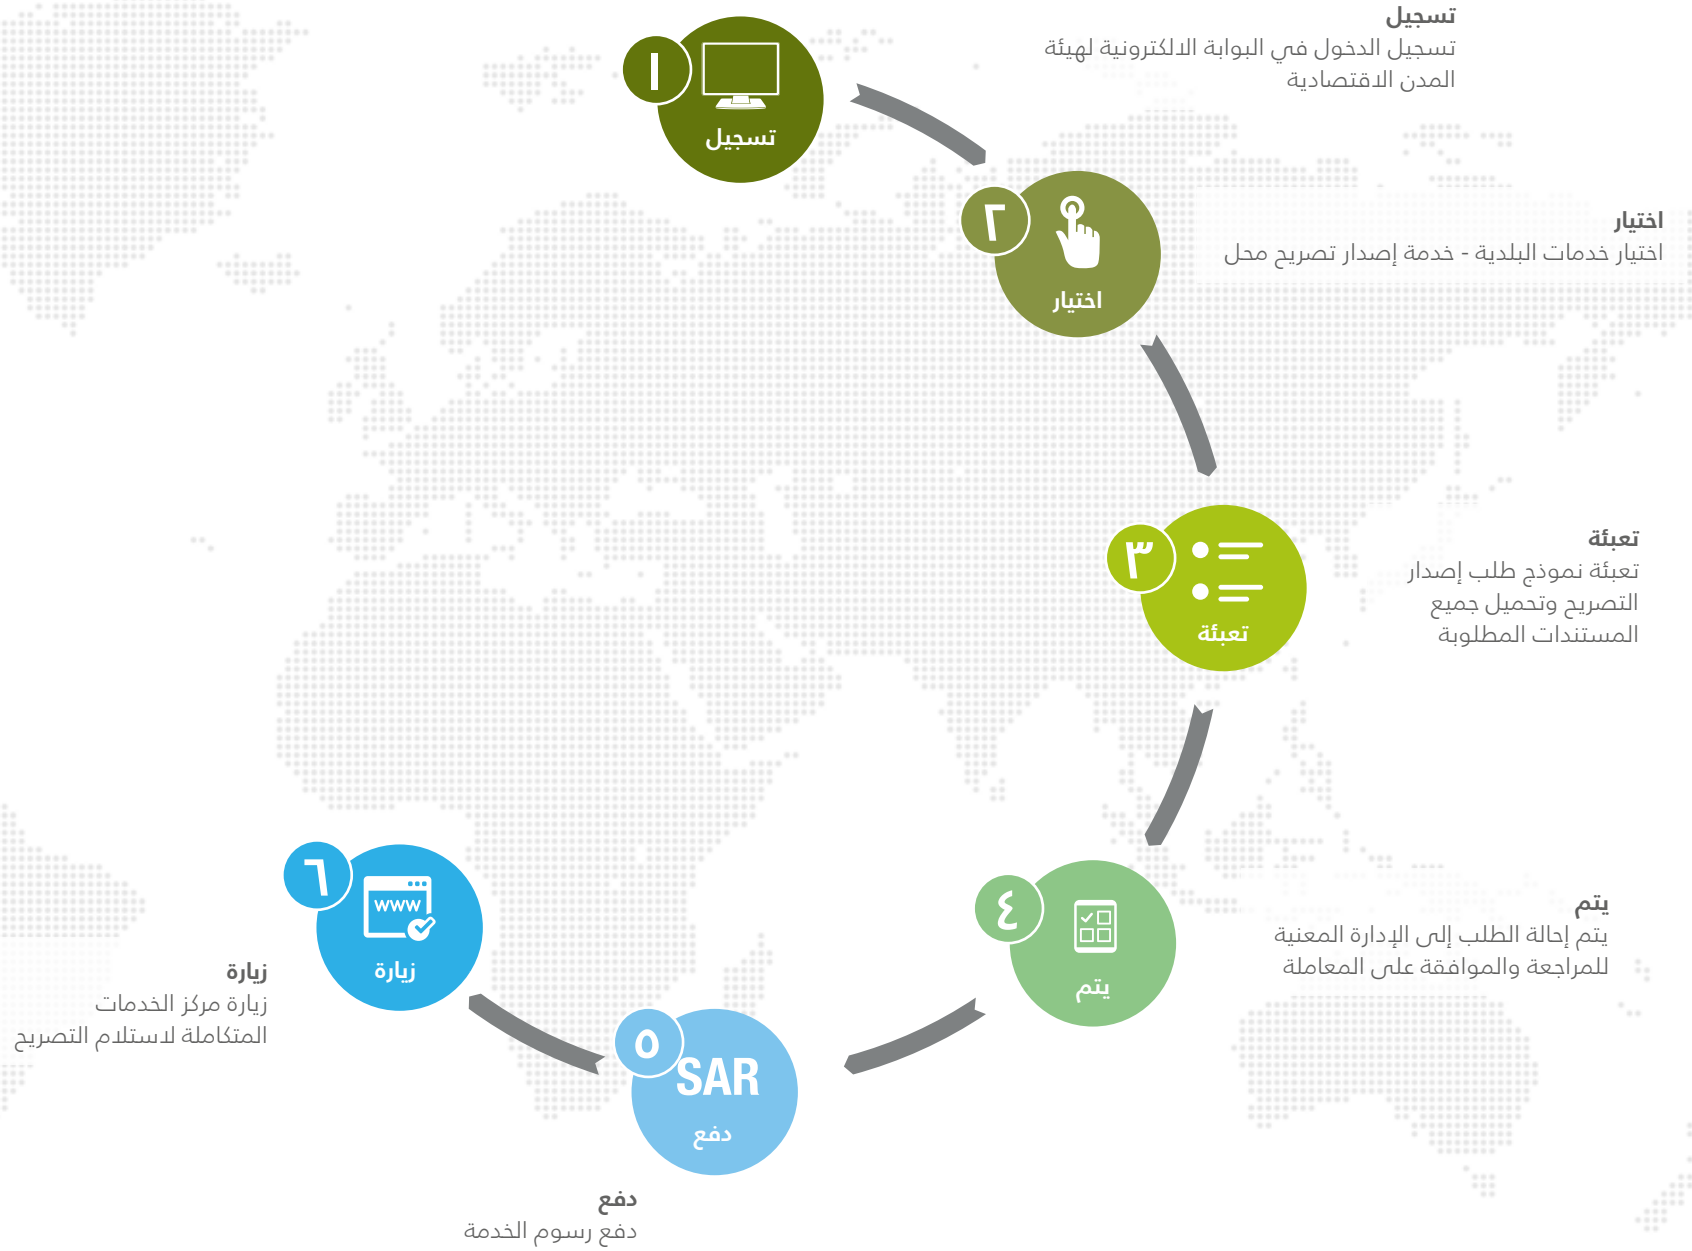 ١
تسجيل
تسجيل
تسجيل الدخول في البوابة الالكترونية لهيئة
المدن الاقتصادية
٢
اختيار
اختيار
اختيار خدمات البلدية - خدمة إصدار تصريح محل
٣
تعبئة
تعبئة
تعبئة نموذج طلب إصدار
التصريح وتحميل جميع
المستندات المطلوبة
٤
يتم
يتم
يتم إحالة الطلب إلى الإدارة المعنية
للمراجعة والموافقة على المعاملة
٥
SAR
دفع
دفع
دفع رسوم الخدمة
٦
www
زيارة
زيارة
زيارة مركز الخدمات
المتكاملة لاستلام التصريح